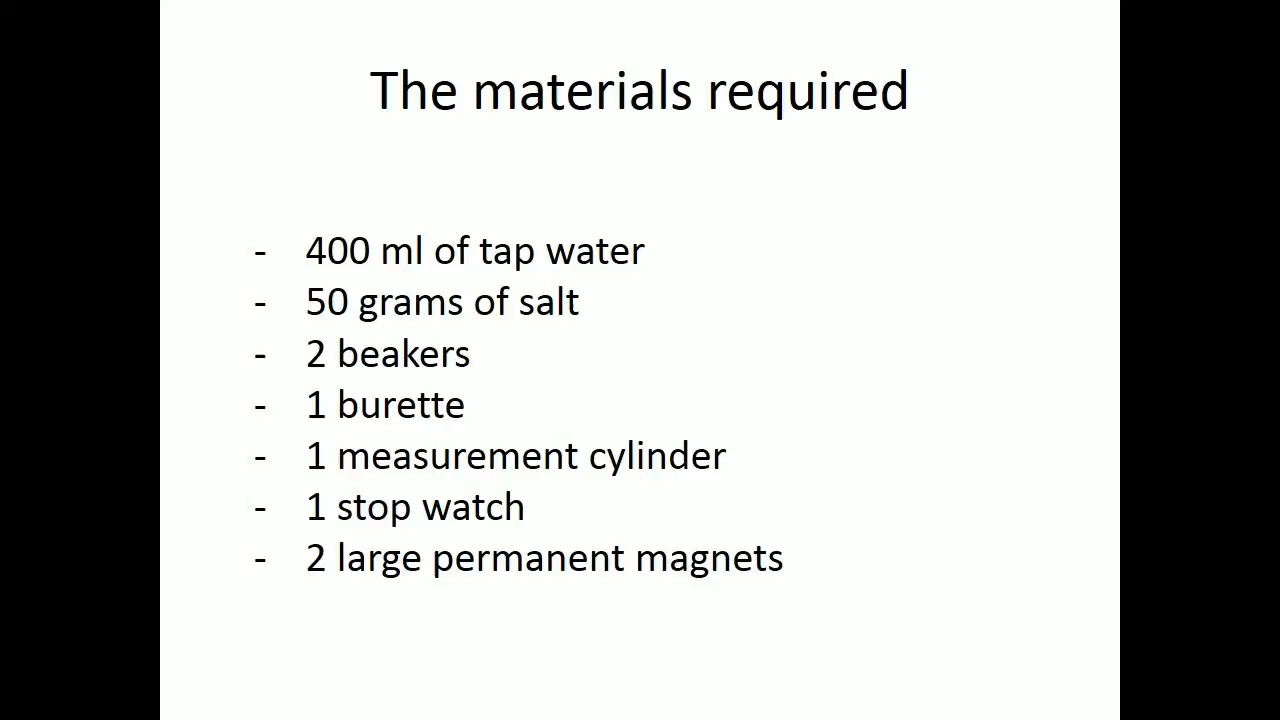 The materials required
- 400 ml of tap water
- 50 grams of salt
- 2 beakers
- 1 burette
- 1 measurement cylinder
- 1 stop watch
- 2 large permanent magnets